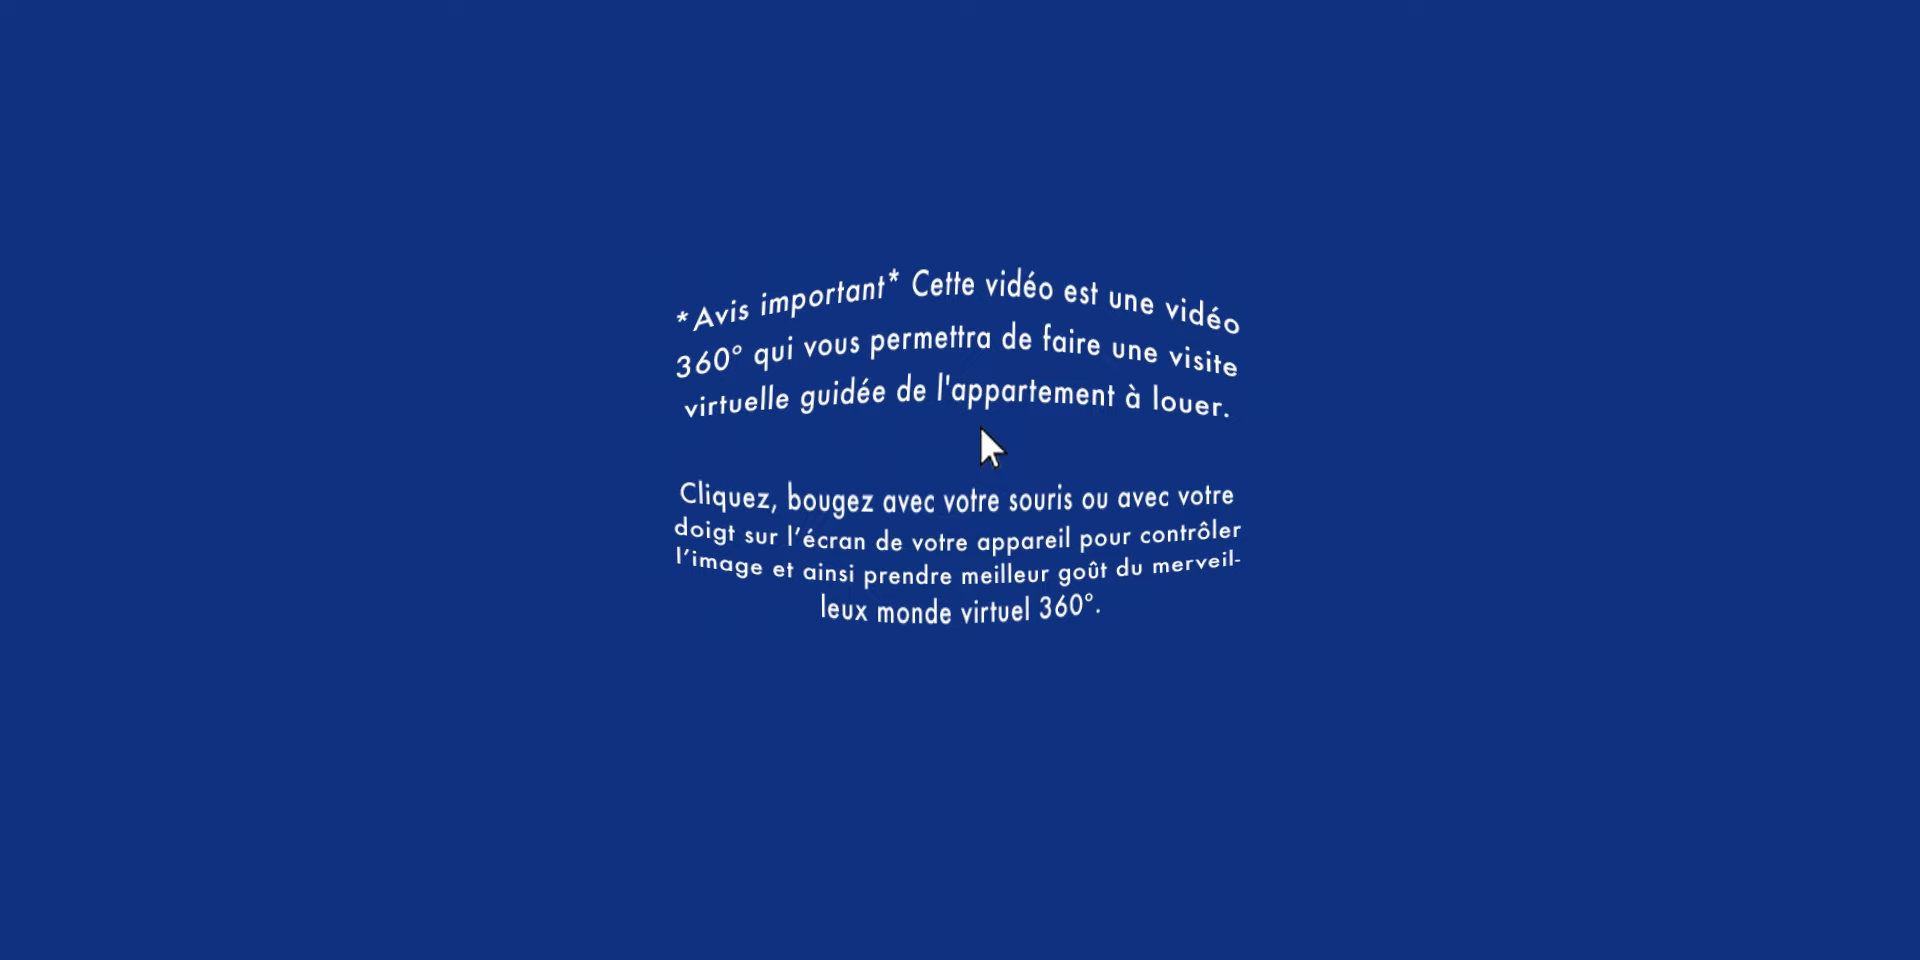 *Avis important* Cette vidéo est une vidéo
360° qui vous permettra de faire une visite
virtuelle guidée de l'appartement à louer.
Cliquez, bougez avec votre souris ou avec votre
doigt sur l’écran de votre appareil pour contrôler
l’image et ainsi prendre meilleur goût du merveil-
leux monde virtuel 360°.